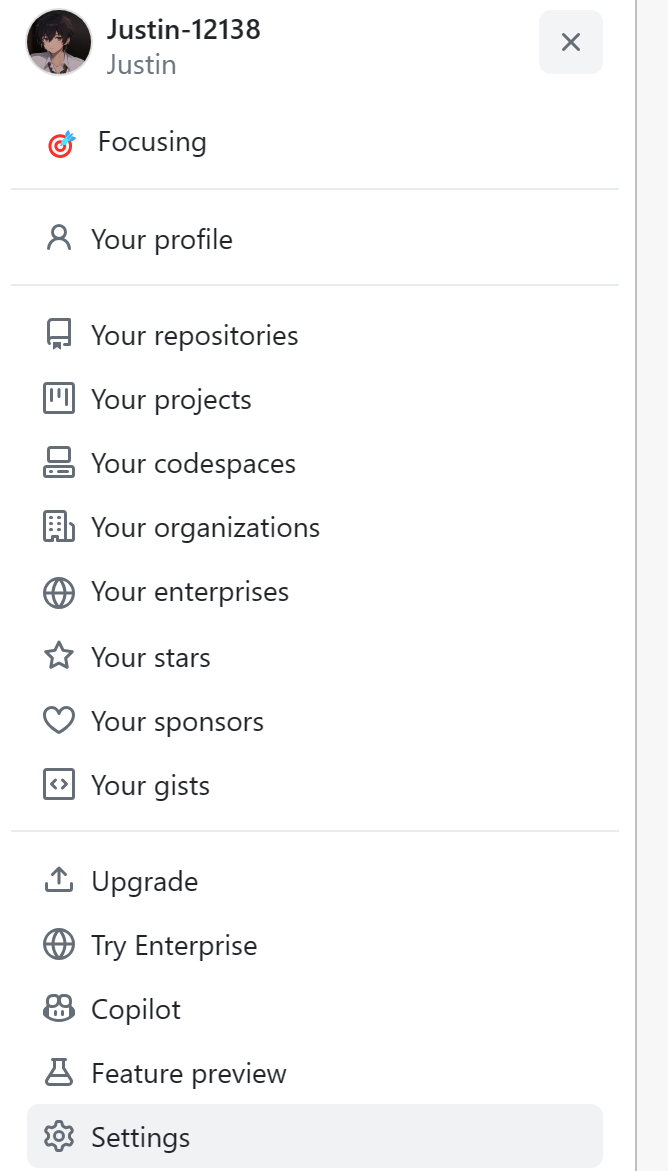 Justin-12138
Justin
Focusing
Your profile
Your repositories
Your projects
Your codespaces
Your organizations
Your enterprises
Your stars
Your sponsors
Your gists
Upgrade
Try Enterprise
Copilot
Feature preview
Settings